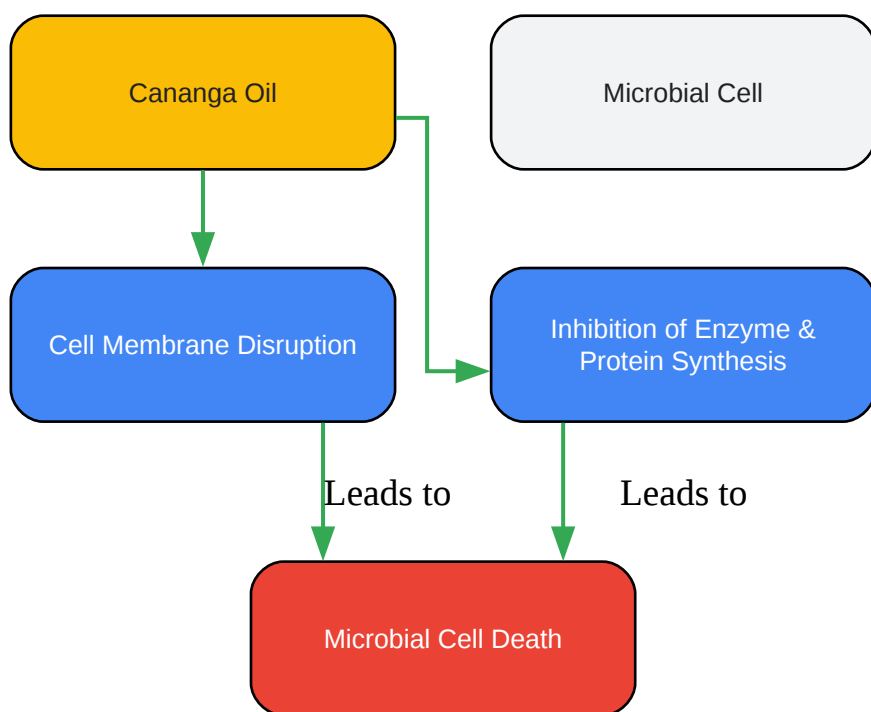 Cananga Oil
Microbial Cell
Cell Membrane Disruption
Inhibition of Enzyme &
Protein Synthesis
Leads to
Leads to
Microbial Cell Death